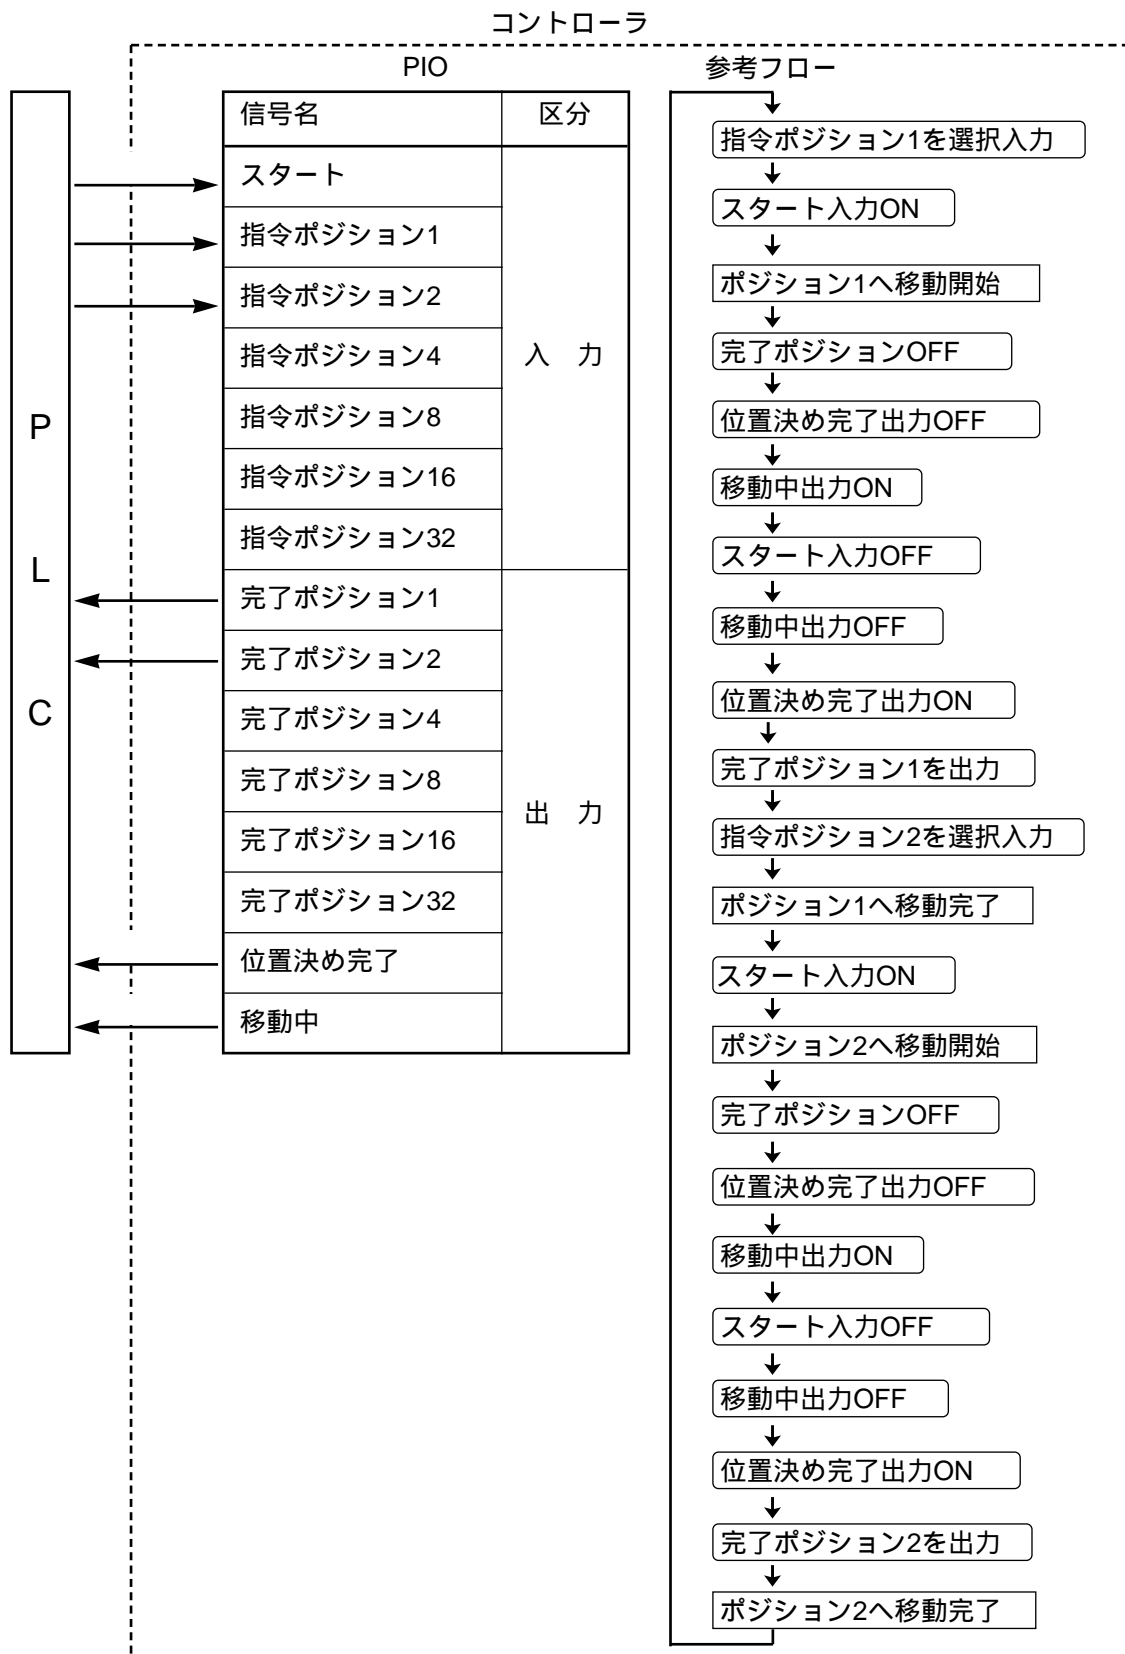 コントローラ
PIO
参考フロー
P
L
C
信号名
区分
スタート
指令ポジション1
指令ポジション2
指令ポジション4
指令ポジション8
指令ポジション16
指令ポジション32
入 力
完了ポジション1
完了ポジション2
完了ポジション4
完了ポジション8
完了ポジション16
完了ポジション32
位置決め完了
移動中
出 力
指令ポジション1を選択入力
スタート入力ON
ポジション1へ移動開始
完了ポジションOFF
位置決め完了出力OFF
移動中出力ON
スタート入力OFF
移動中出力OFF
位置決め完了出力ON
完了ポジション1を出力
指令ポジション2を選択入力
ポジション1へ移動完了
スタート入力ON
ポジション2へ移動開始
完了ポジションOFF
位置決め完了出力OFF
移動中出力ON
スタート入力OFF
移動中出力OFF
位置決め完了出力ON
完了ポジション2を出力
ポジション2へ移動完了